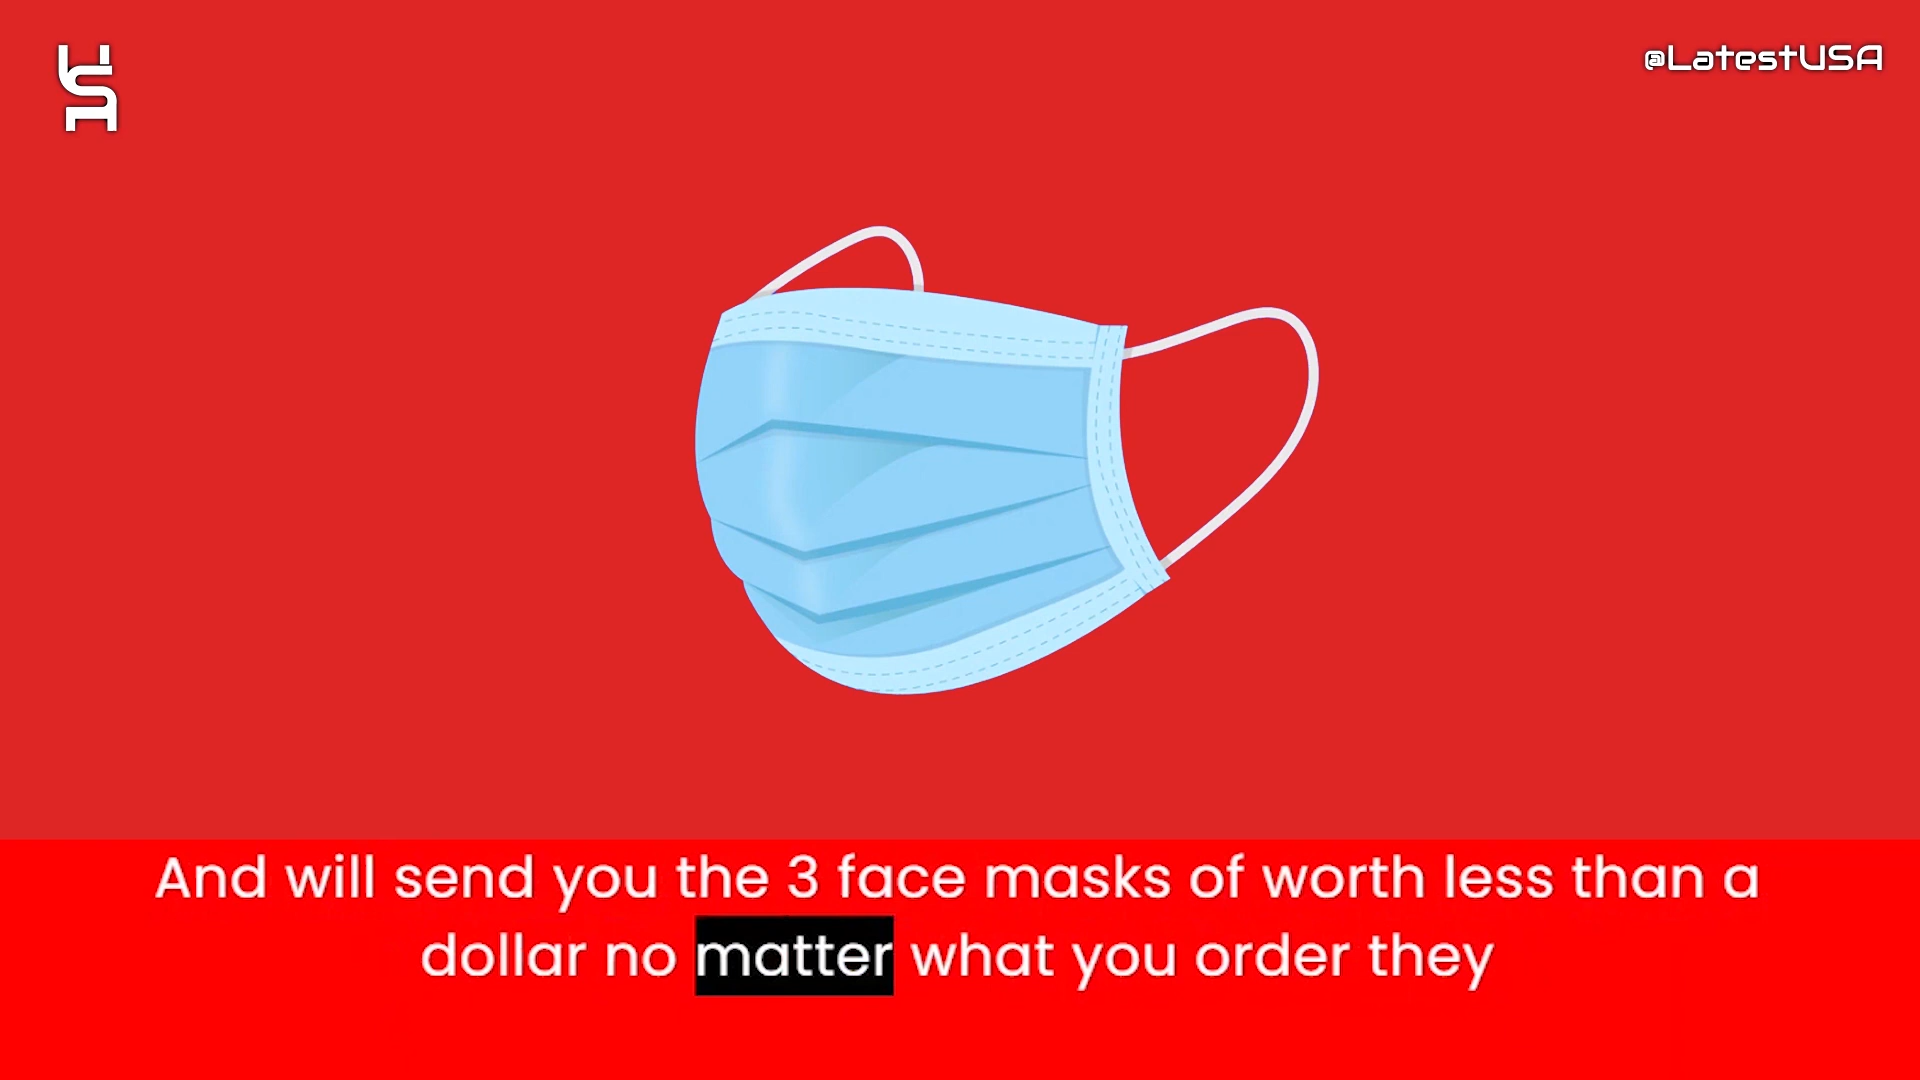 USA
@LatestUSA
And will send you the 3 face masks of worth less than a
dollar no matter what you order they